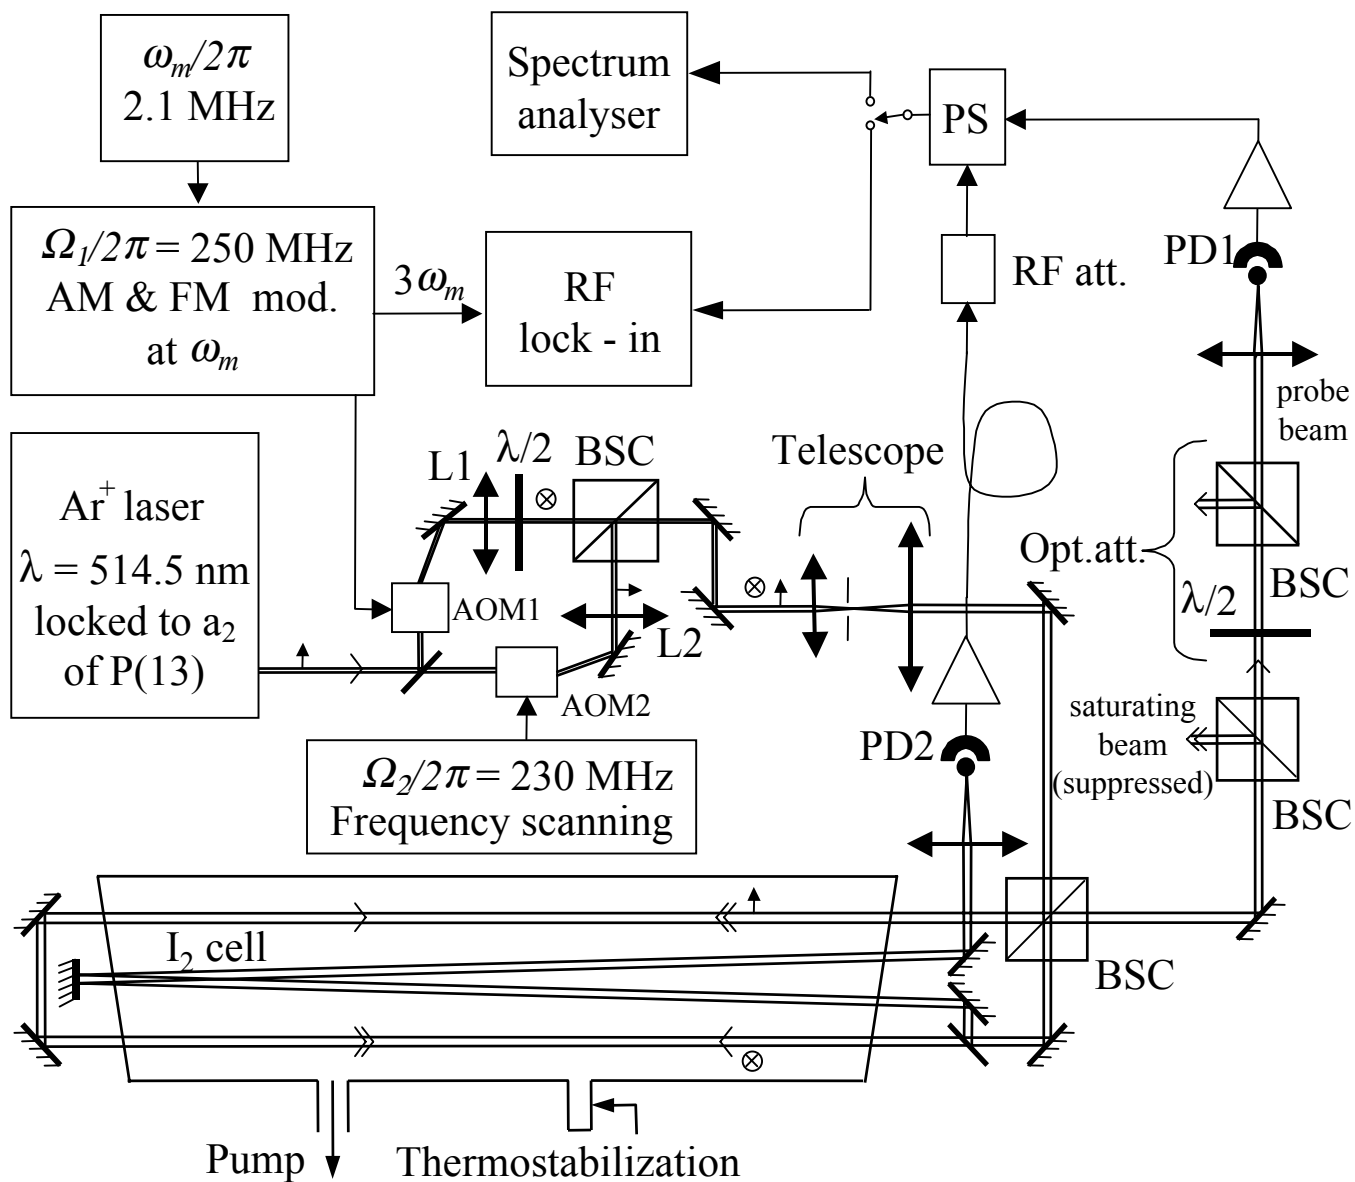 ωm/2π
2.1 MHz
Spectrum
analyser
PS
Ω1/2π = 250 MHz
AM & FM mod.
at ωm
3ωm
RF
lock - in
RF att.
PD1
probe
beam
Ar+ laser
λ = 514.5 nm
locked to a2
of P(13)
L1
λ/2
BSC
Telescope
Opt.att.
BSC
λ/2
AOM1
L2
AOM2
saturating
beam
(suppressed)
PD2
BSC
Ω2/2π = 230 MHz
Frequency scanning
I2 cell
BSC
Pump
Thermostabilization